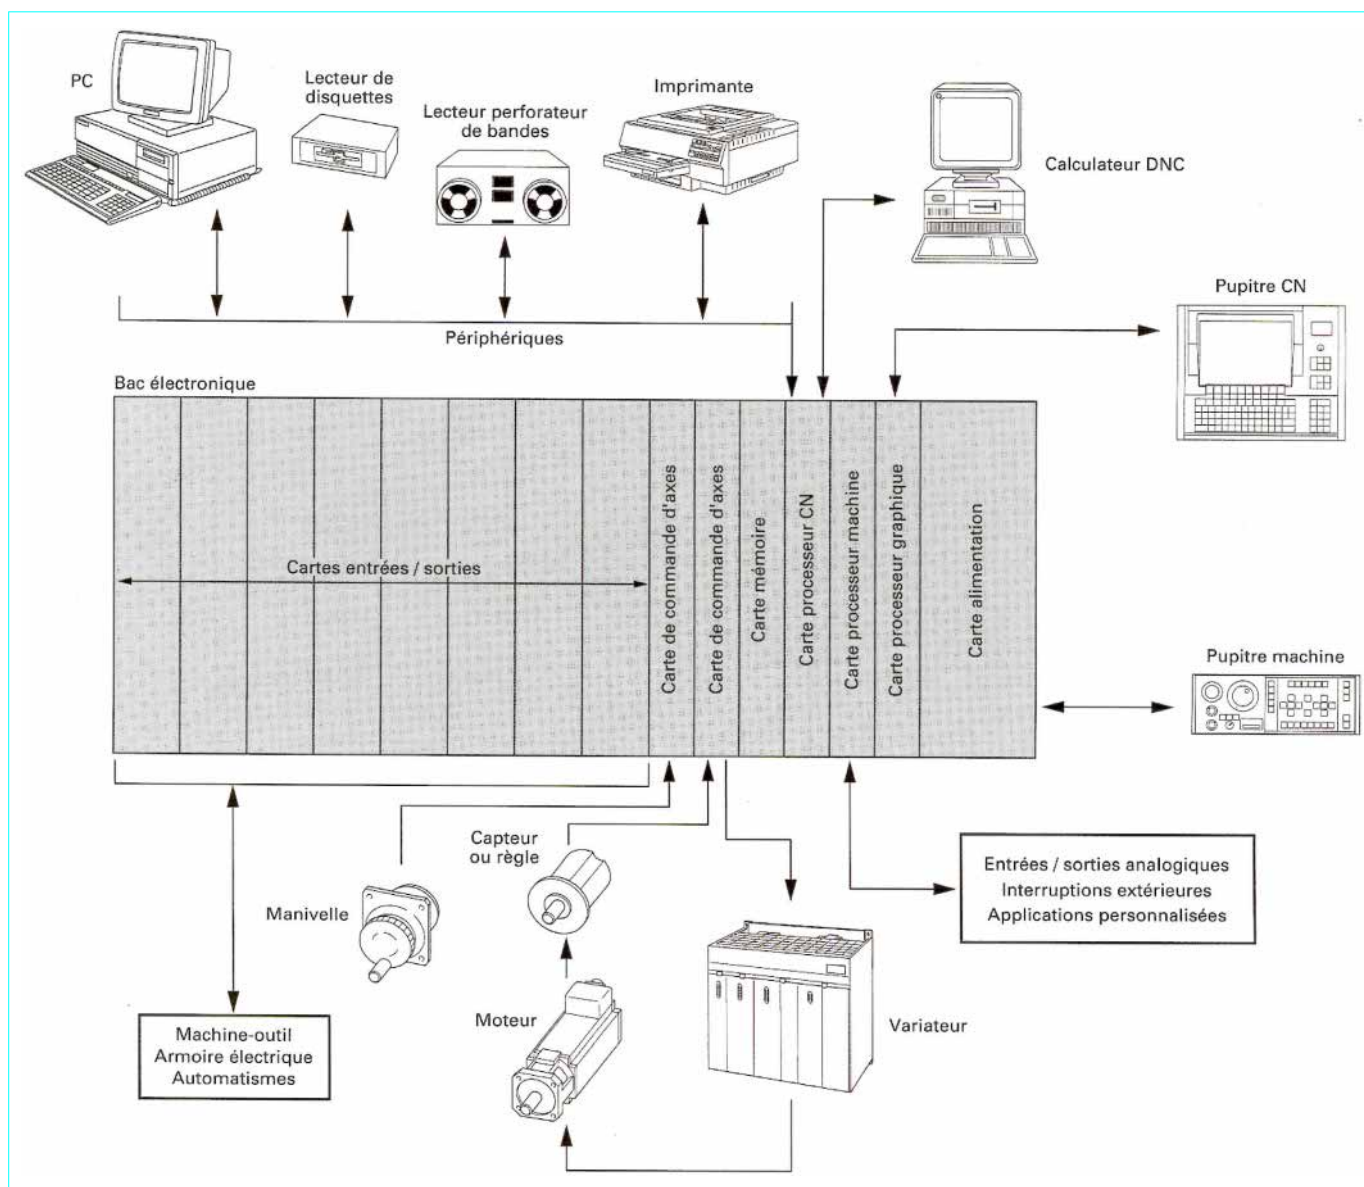 PC
Lecteur de
disquettes
Lecteur perforateur
de bandes
Imprimante
Calculateur DNC
Pupitre CN
Périphériques
Bac électronique
Cartes entrées / sorties
Carte de commande d'axes
Carte de commande d'axes
Carte mémoire
Carte processeur CN
Carte processeur machine
Carte processeur graphique
Carte alimentation
Pupitre machine
Capteur
ou règle
Manivelle
Moteur
Variateur
Entrées / sorties analogiques
Interruptions extérieures
Applications personnalisées
Machine-outil
Armoire électrique
Automatismes